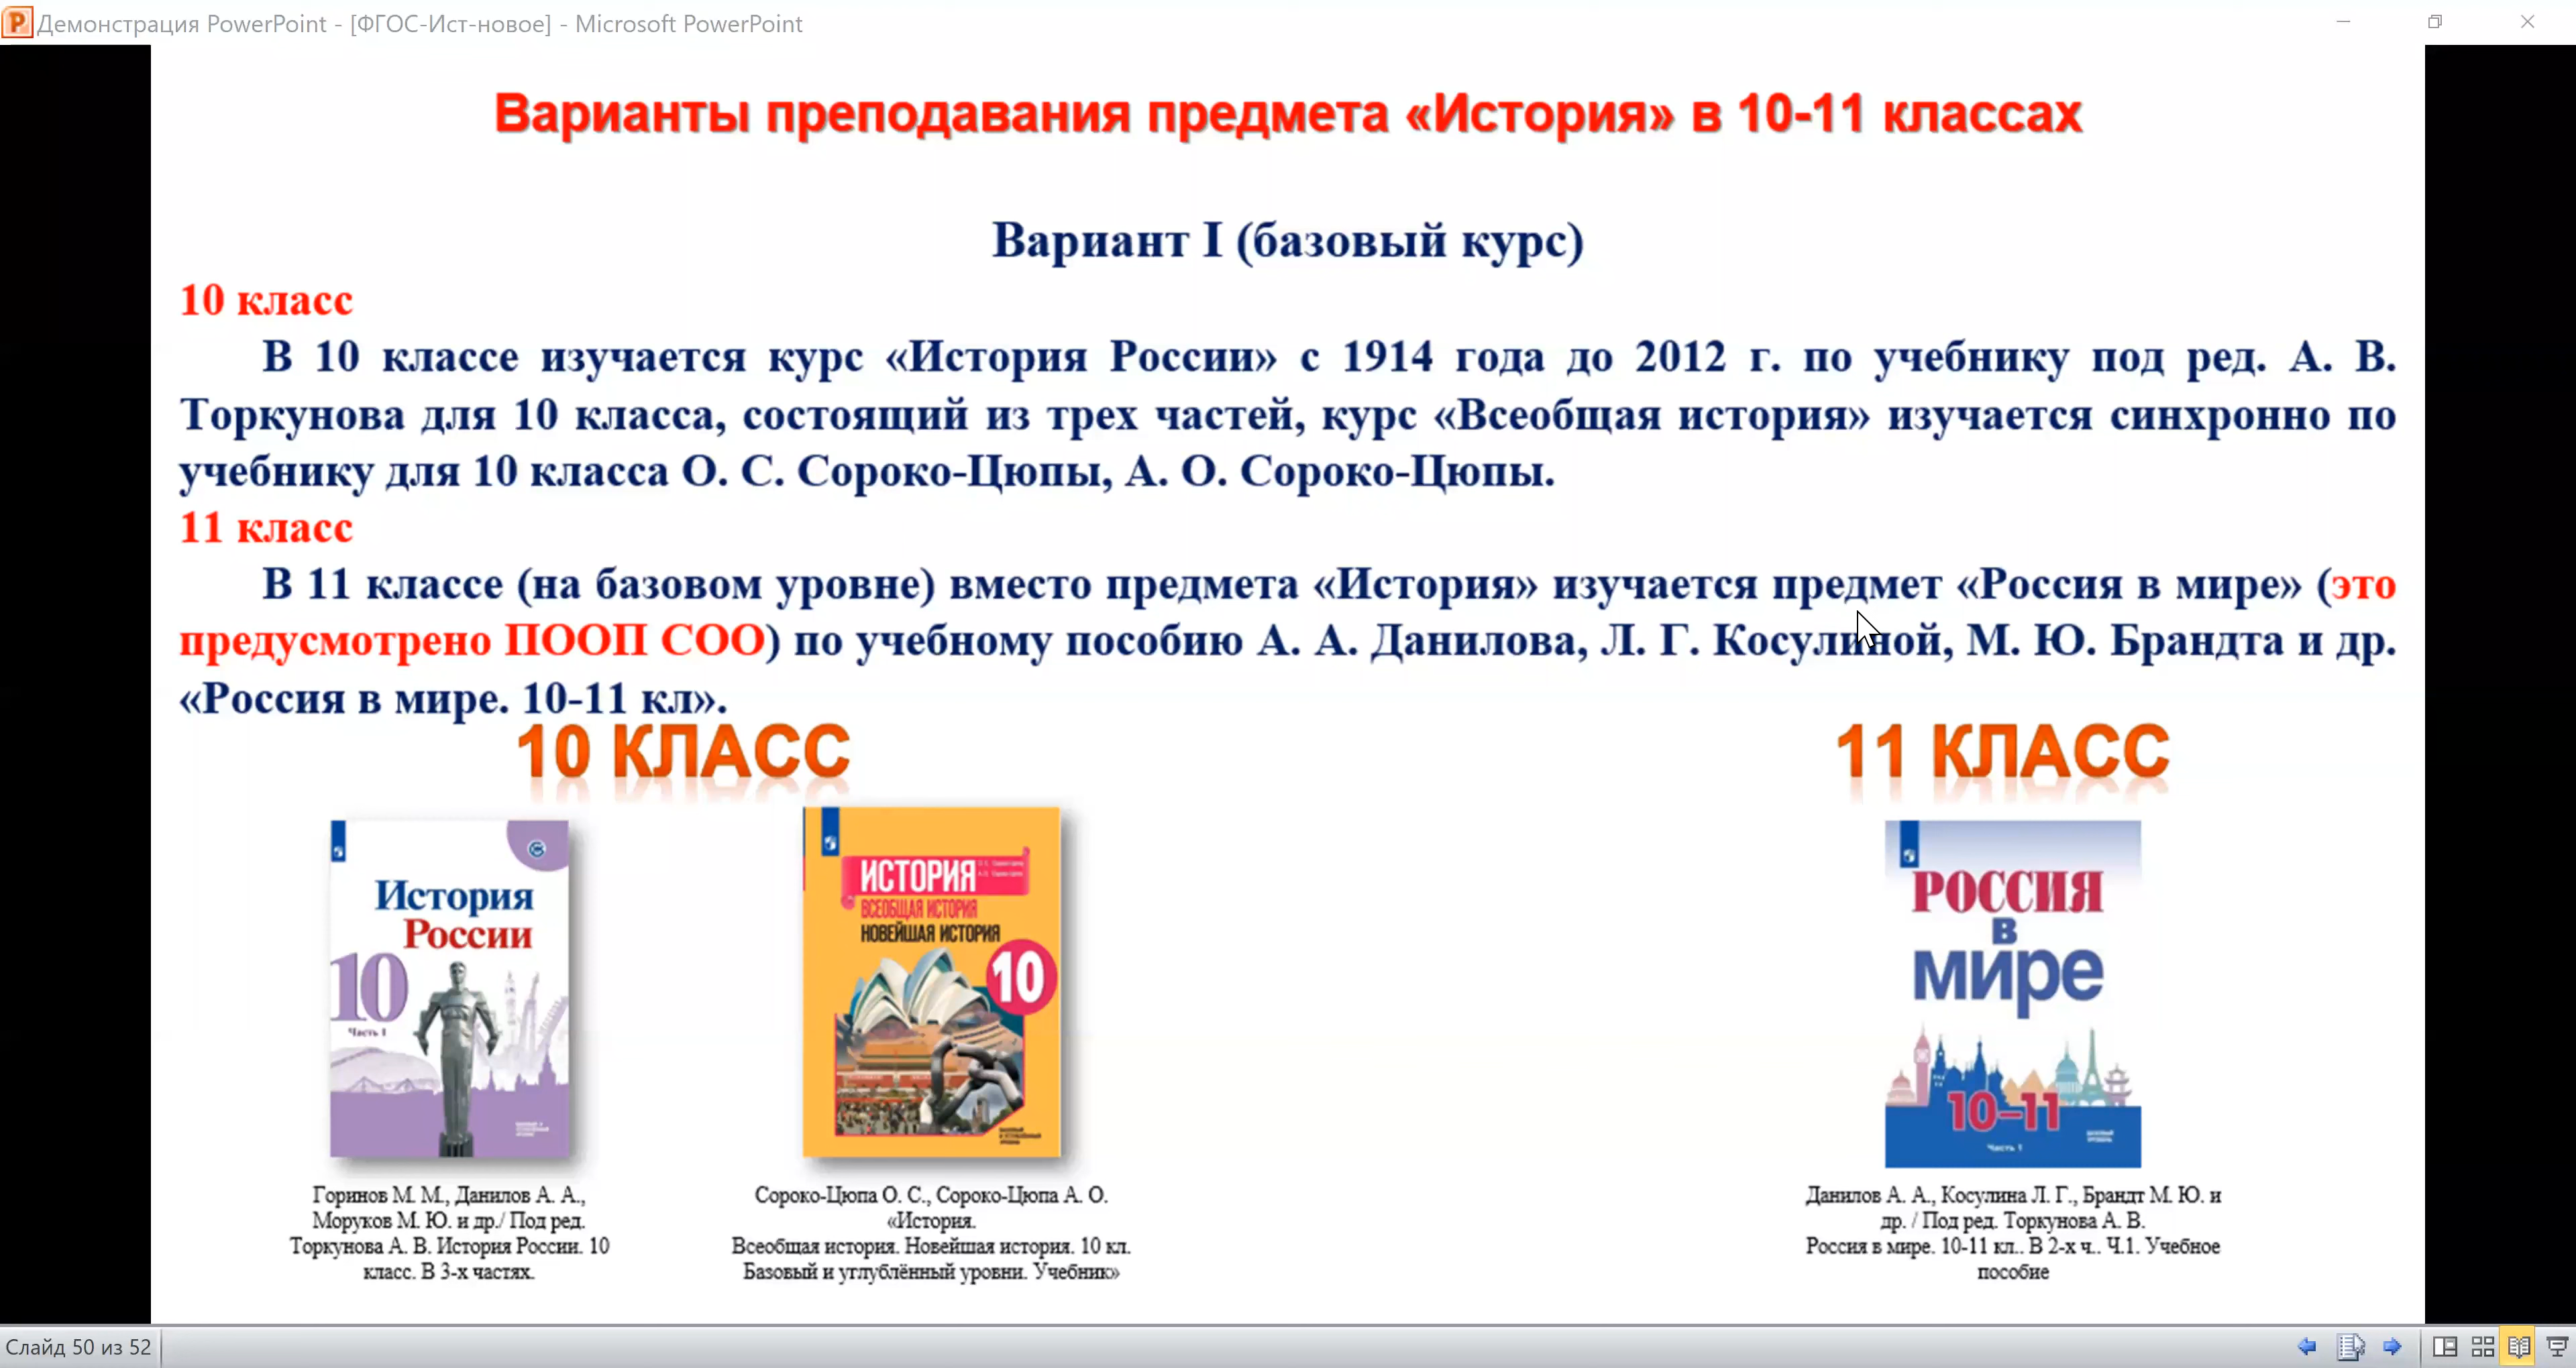 Демонстрация PowerPoint - [ФГОС-Ист-новое] - Microsoft PowerPoint
Варианты преподавания предмета «История» в 10-11 классах
Вариант I (базовый курс)
10 класс
В 10 классе изучается курс «История России» с 1914 года до 2012 г. по учебнику под ред. А. В.
Торкунова для 10 класса, состоящий из трех частей, курс «Всеобщая история» изучается синхронно по
учебнику для 10 класса О. С. Сороко-Цюпы, А. О. Сороко-Цюпы.
11 класс
В 11 классе (на базовом уровне) вместо предмета «История» изучается предмет «Россия в мире» (это
предусмотрено ПООП СОО) по учебному пособию А. А. Данилова, Л. Г. Косулиной, М. Ю. Брандта и др.
«Россия в мире. 10-11 кл».
10 КЛАСС
11 КЛАСС
История
России
10
Часть 1
ИСТОРИЯ
ВСЕОБЩАЯ ИСТОРИЯ
НОВЕЙШАЯ ИСТОРИЯ
10
РОССИЯ
в
мире
10–11
Часть 1
Горинов М. М., Данилов А. А.,
Моруков М. Ю. и др./ Под ред.
Торкунова А. В. История России. 10
класс. В 3-х частях.
Сороко-Цюпа О. С., Сороко-Цюпа А. О.
«История.
Всеобщая история. Новейшая история. 10 кл.
Базовый и углублённый уровни. Учебник»
Данилов А. А., Косулина Л. Г., Брандт М. Ю. и
др. / Под ред. Торкунова А. В.
Россия в мире. 10-11 кл.. В 2-х ч.. Ч.1. Учебное
пособие
Слайд 50 из 52